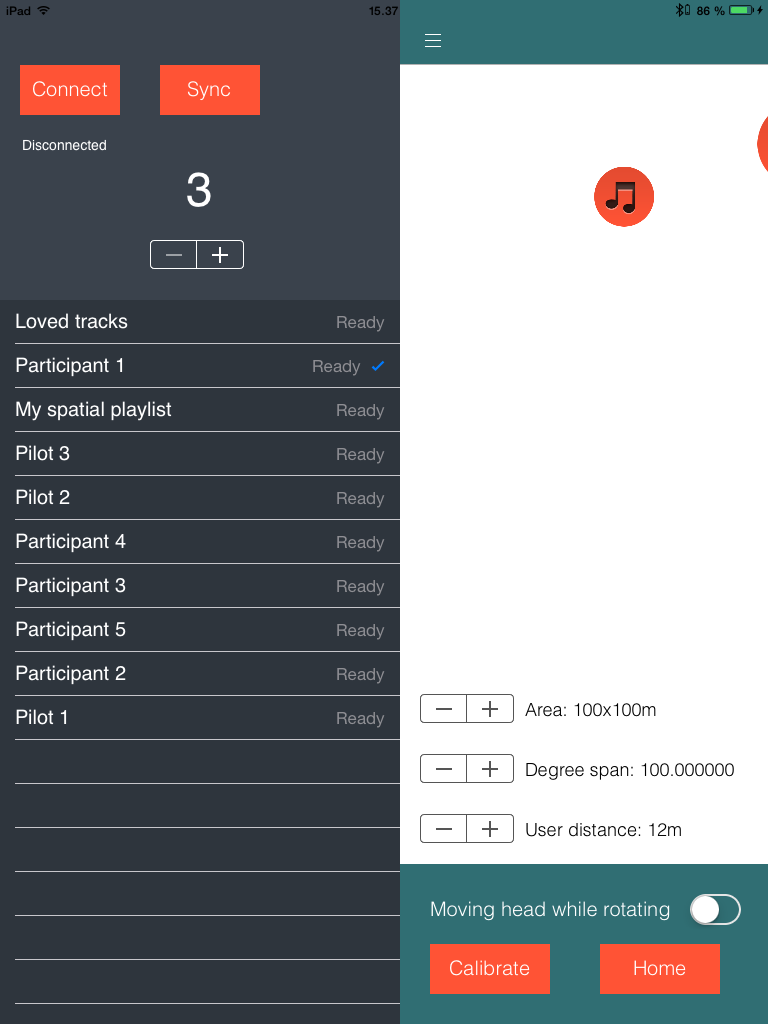 iPad 15.37 86 %
Connect Sync
Disconnected
3
Loved tracks Ready
Participant 1 Ready
My spatial playlist Ready
Pilot 3 Ready
Pilot 2 Ready
Participant 4 Ready
Participant 3 Ready
Participant 5 Ready
Participant 2 Ready
Pilot 1 Ready
Area: 100x100m
Degree span: 100.000000
User distance: 12m
Moving head while rotating
Calibrate Home